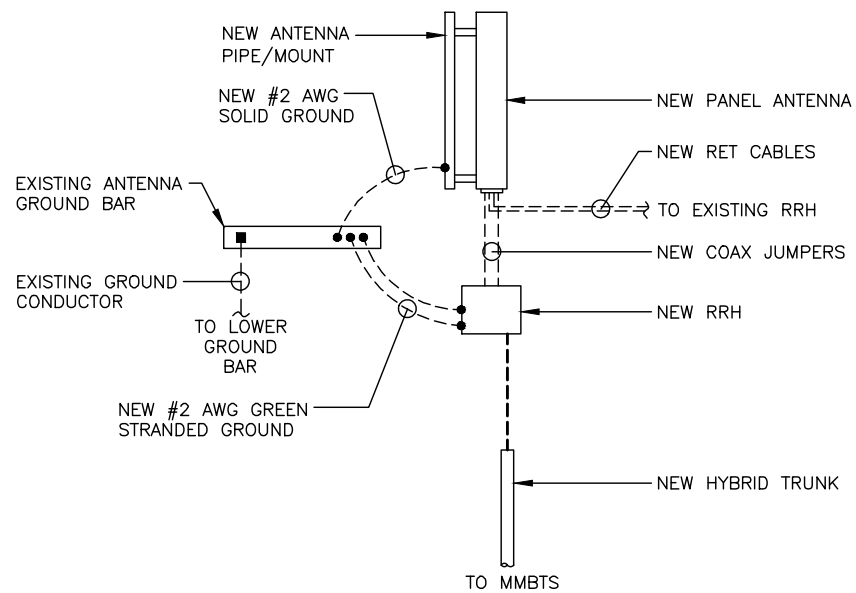 NEW ANTENNA
PIPE/MOUNT
NEW #2 AWG
SOLID GROUND
NEW PANEL ANTENNA
NEW RET CABLES
EXISTING ANTENNA
GROUND BAR
TO EXISTING RRH
NEW COAX JUMPERS
EXISTING GROUND
CONDUCTOR
NEW RRH
TO LOWER
GROUND
BAR
NEW #2 AWG GREEN
STRANDED GROUND
NEW HYBRID TRUNK
TO MMBTS